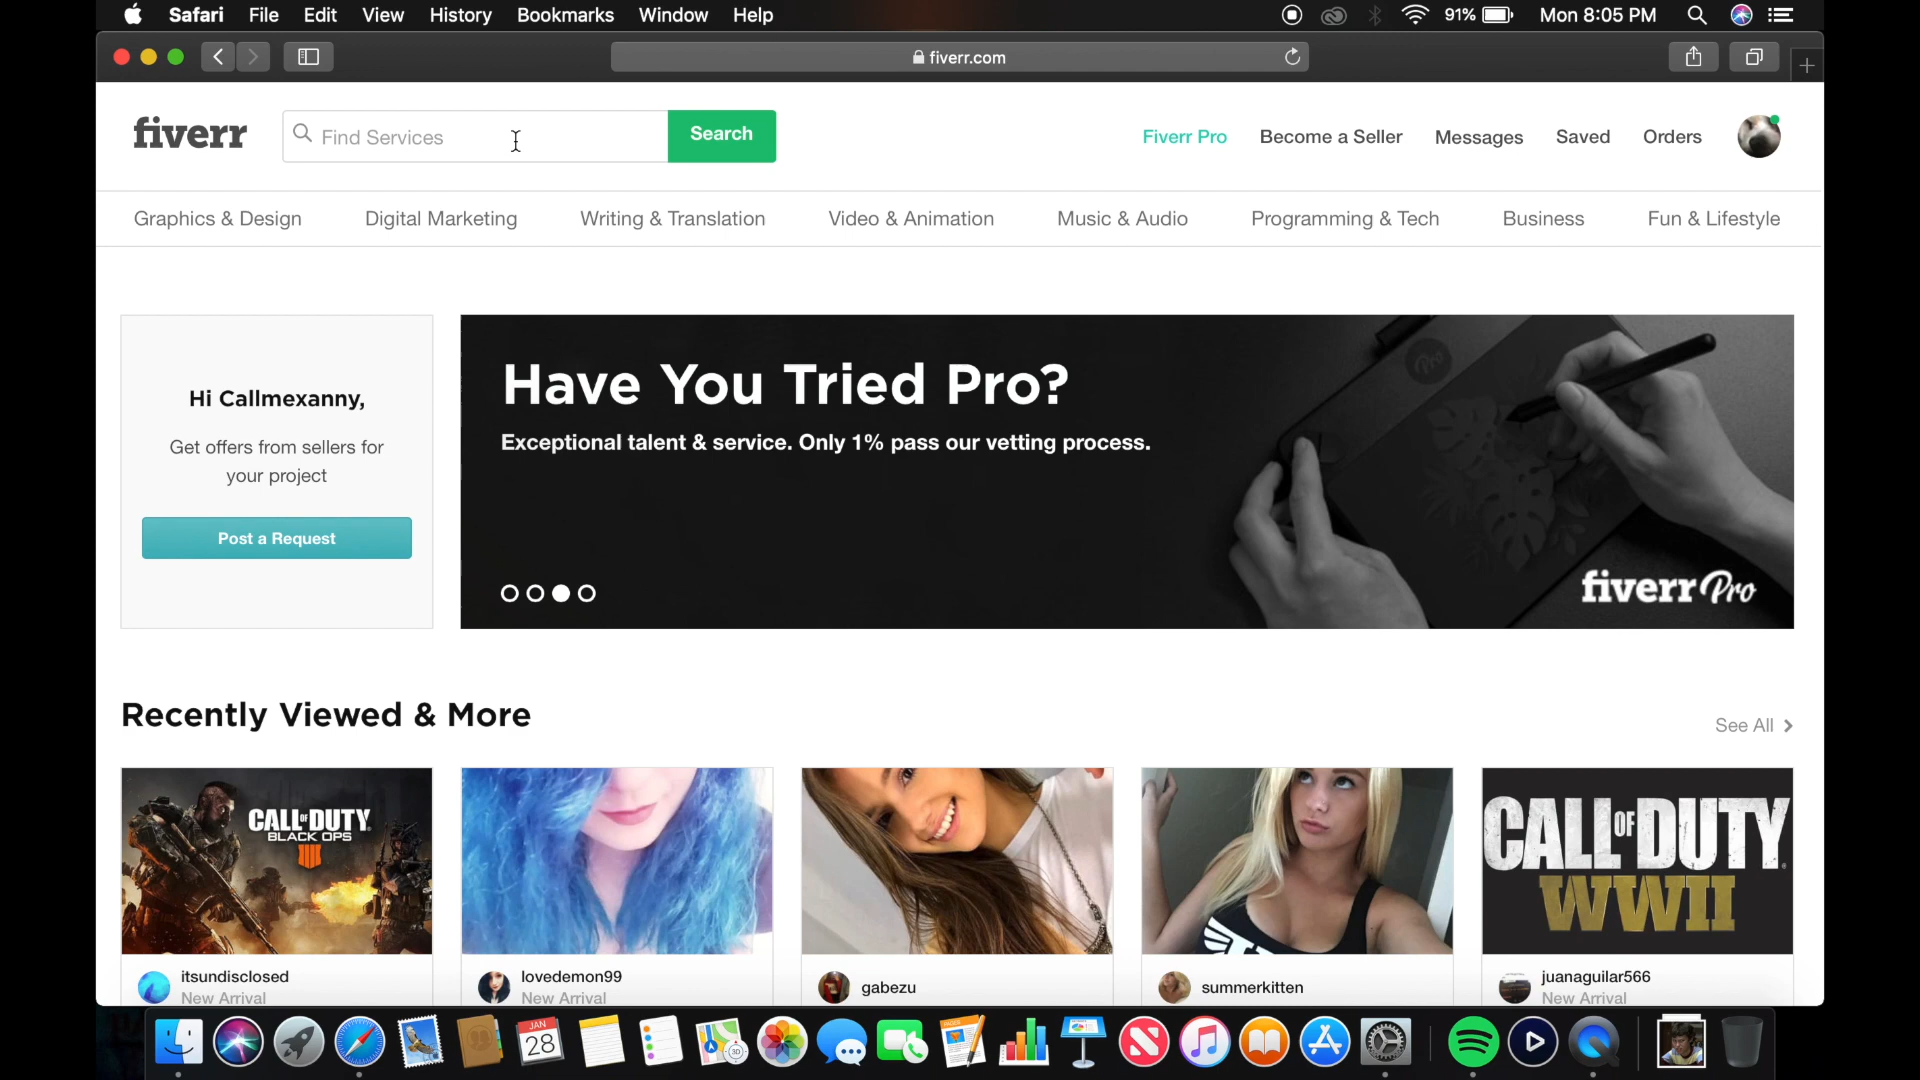 Safari File Edit View History Bookmarks Window Help 91% Mon 8:05 PM
fiverr.com
fiverr Find Services Search Fiverr Pro Become a Seller Messages Saved Orders
Graphics & Design Digital Marketing Writing & Translation Video & Animation Music & Audio Programming & Tech Business Fun & Lifestyle
Hi Callmexanny,
Get offers from sellers for
your project
Post a Request
Have You Tried Pro?
Exceptional talent & service. Only 1% pass our vetting process.
Pro
fiverr Pro
Recently Viewed & More
See All
CALL OF DUTY
BLACK OPS
IIII
CALL OF DUTY
WWII
itsundisclosed
New Arrival
lovedemon99
New Arrival
gabezu
summerkitten
juanaguilar566
New Arrival
JAN
28
3D